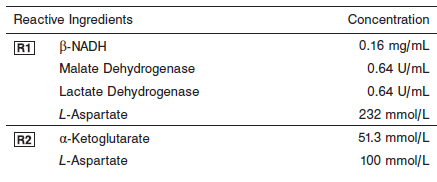 Reactive Ingredients Concentration
R1 β-NADH 0.16 mg/mL
Malate Dehydrogenase 0.64 U/mL
Lactate Dehydrogenase 0.64 U/mL
L-Aspartate 232 mmol/L
R2 α-Ketoglutarate 51.3 mmol/L
L-Aspartate 100 mmol/L